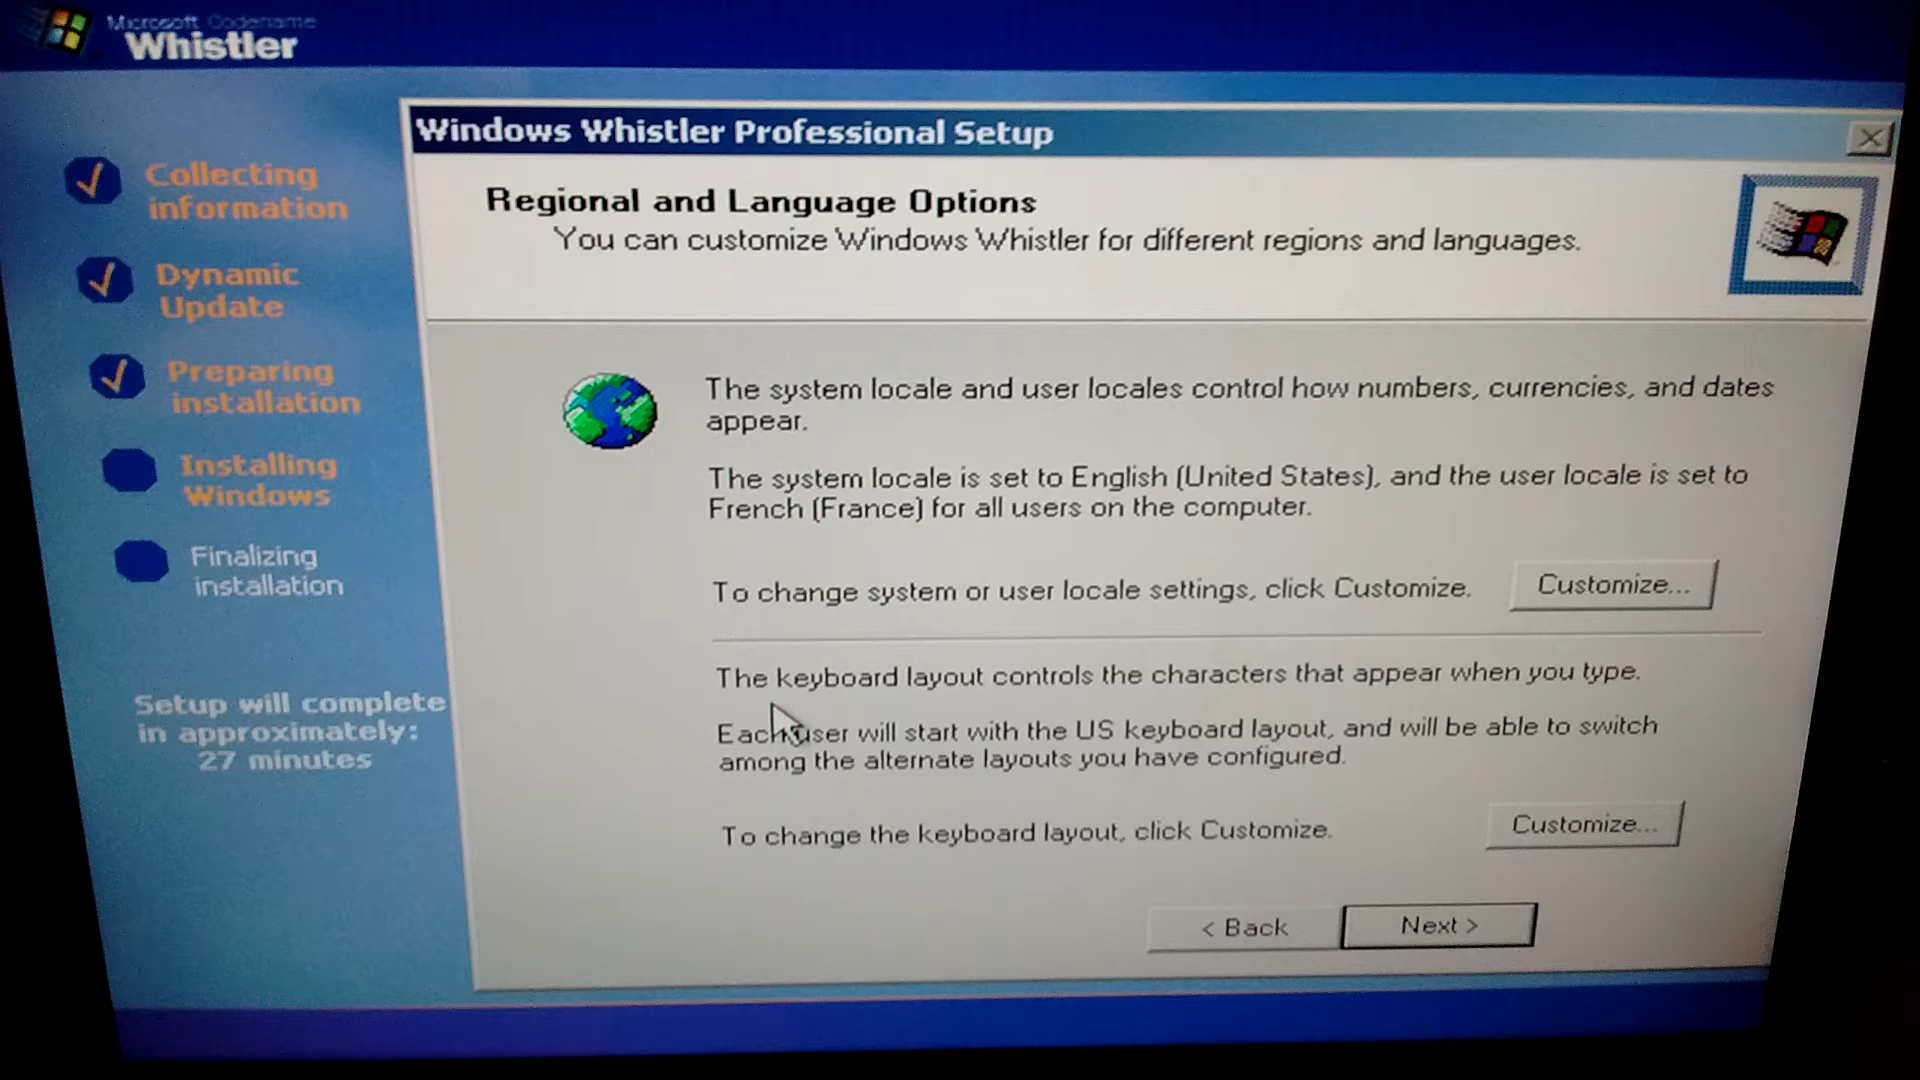 Microsoft Codename
Whistler
Collecting
information
Dynamic
Update
Preparing
installation
Installing
Windows
Finalizing
installation
Setup will complete
in approximately:
27 minutes
Windows Whistler Professional Setup
Regional and Language Options
You can customize Windows Whistler for different regions and languages.
The system locale and user locales control how numbers, currencies, and dates
appear.
The system locale is set to English (United States), and the user locale is set to
French (France) for all users on the computer.
To change system or user locale settings, click Customize.
Customize...
The keyboard layout controls the characters that appear when you type.
Each user will start with the US keyboard layout, and will be able to switch
among the alternate layouts you have configured.
To change the keyboard layout, click Customize.
Customize...
< Back
Next >